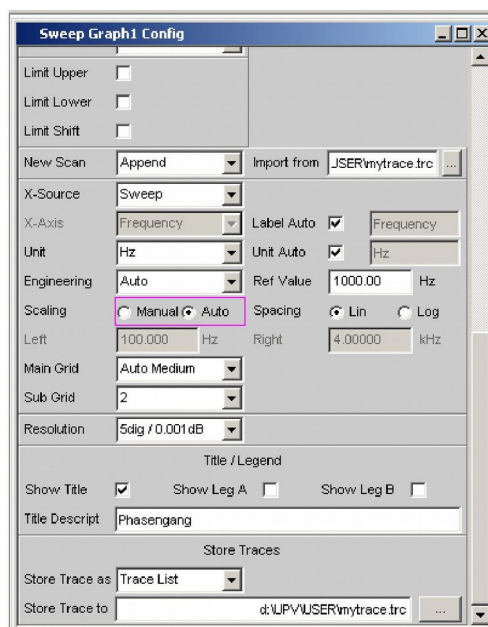 Sweep Graph1 Config
Limit Upper
Limit Lower
Limit Shift
New Scan Append Import from .JSER\mytrace.trc ...
X-Source Sweep
X-Axis Frequency Label Auto Frequency
Unit Hz Unit Auto Hz
Engineering Auto Ref Value 1000.00 Hz
Scaling Manual Auto Spacing Lin Log
Left 100.000 Hz Right 4.00000 kHz
Main Grid Auto Medium
Sub Grid 2
Resolution 5dig / 0.001dB
Title / Legend
Show Title Show Leg A Show Leg B
Title Descript Phasengang
Store Traces
Store Trace as Trace List
Store Trace to d:\UPV\USER\mytrace.trc ...